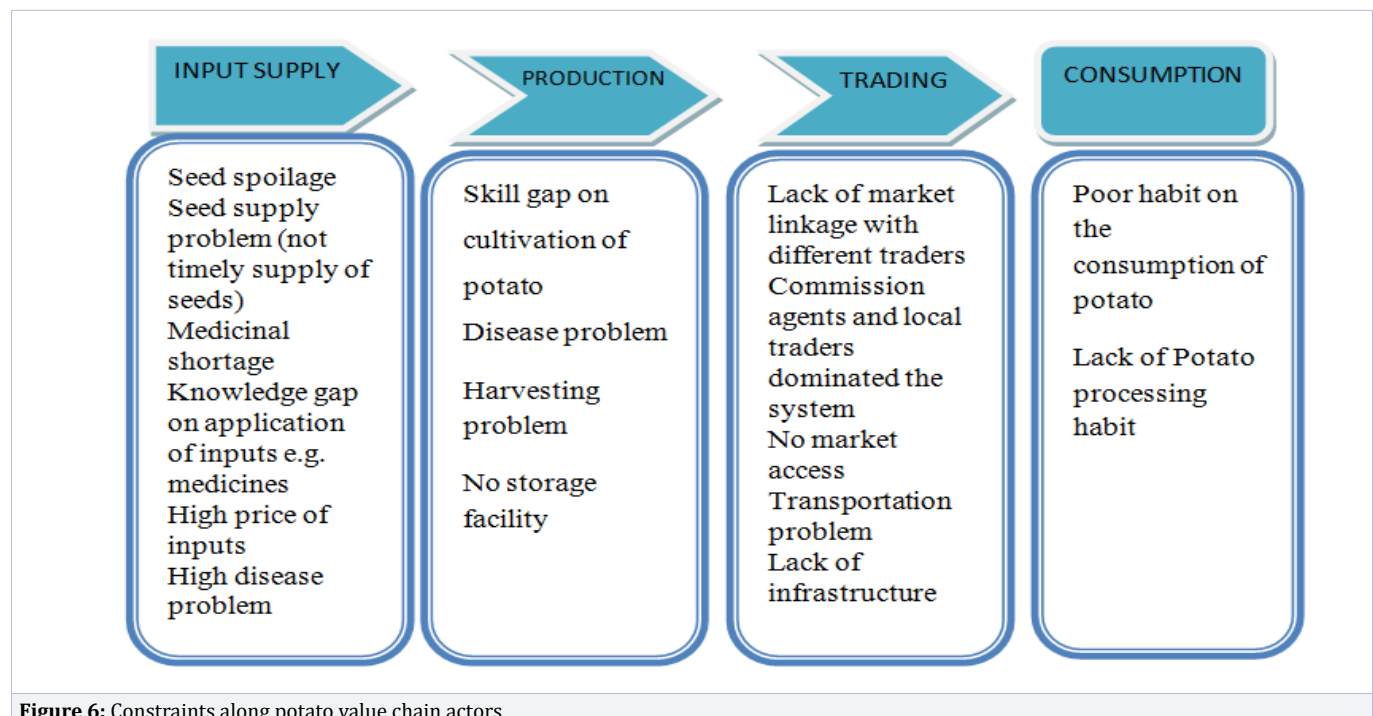 INPUT SUPPLY
Seed spoilage
Seed supply
problem (not
timely supply of
seeds)
Medicinal
shortage
Knowledge gap
on application
of inputs e.g.
medicines
High price of
inputs
High disease
problem
PRODUCTION
Skill gap on
cultivation of
potato
Disease problem
Harvesting
problem
No storage
facility
TRADING
Lack of market
linkage with
different traders
Commission
agents and local
traders
dominated the
system
No market
access
Transportation
problem
Lack of
infrastructure
CONSUMPTION
Poor habit on
the
consumption of
potato
Lack of Potato
processing
habit
Figure 6: Constraints along potato value chain actors